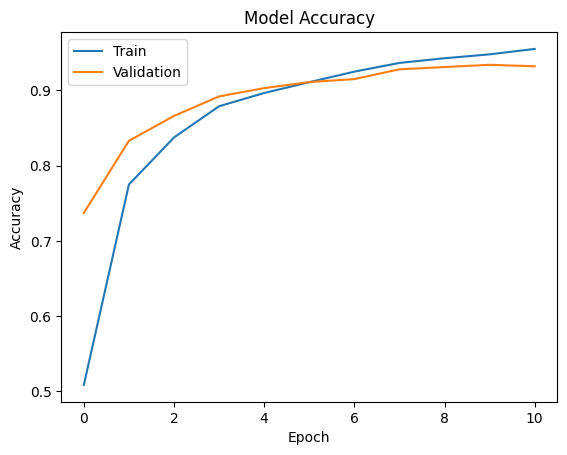 Model Accuracy
Train
Validation
Accuracy
0.9
0.8
0.7
0.6
0.5
0 2 4 6 8 10
Epoch